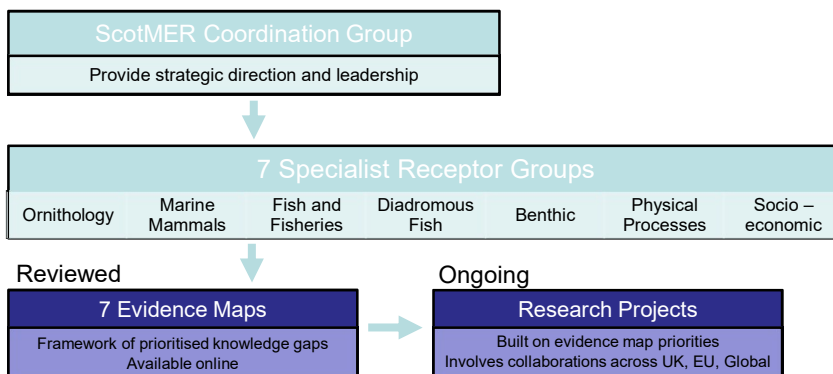 ScotMER Coordination Group
Provide strategic direction and leadership
7 Specialist Receptor Groups
Ornithology
Marine
Mammals
Fish and
Fisheries
Diadromous
Fish
Benthic
Physical
Processes
Socio –
economic
Reviewed
7 Evidence Maps
Framework of prioritised knowledge gaps
Available online
Ongoing
Research Projects
Built on evidence map priorities
Involves collaborations across UK, EU, Global